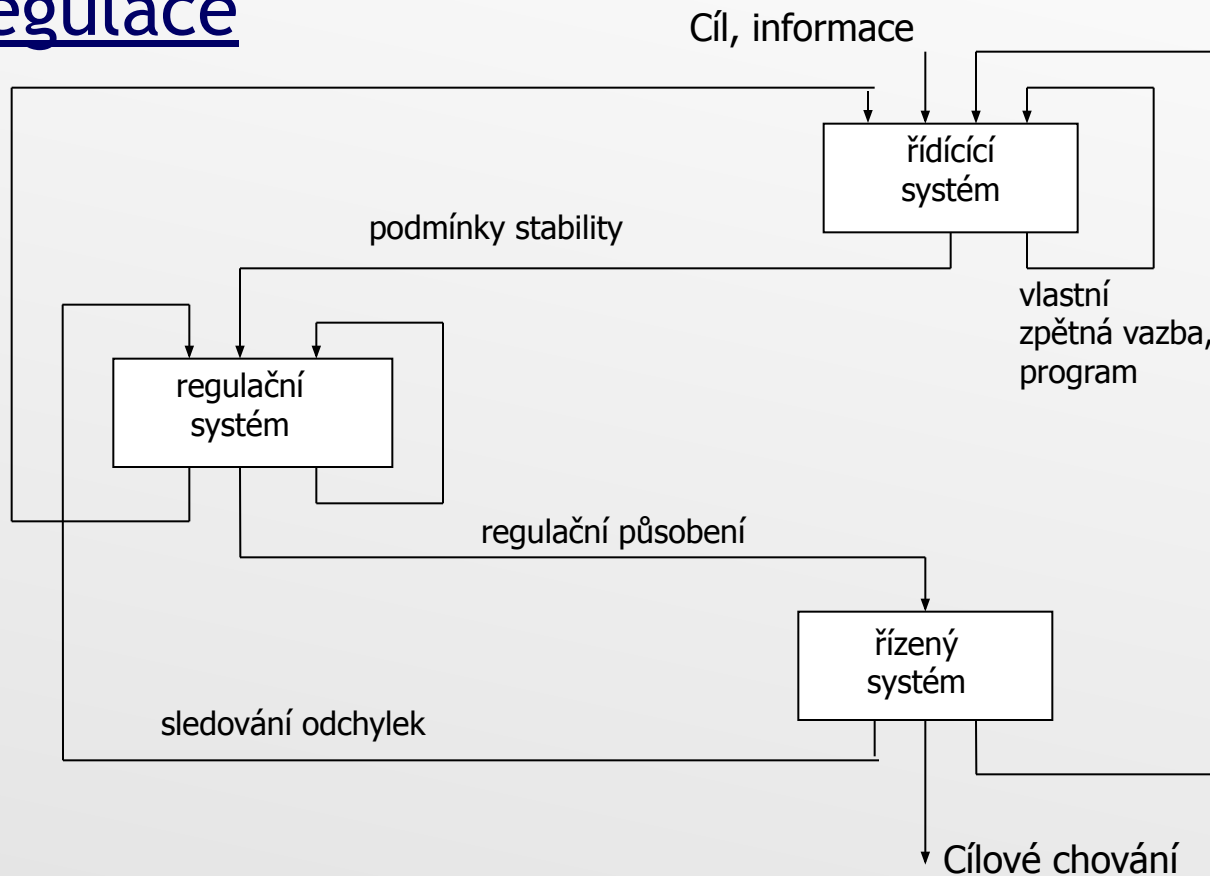 egulace
Cíl, informace
řídícící
systém
podmínky stability
vlastní
zpětná vazba,
program
regulační
systém
regulační působení
řízený
systém
sledování odchylek
Cílové chování